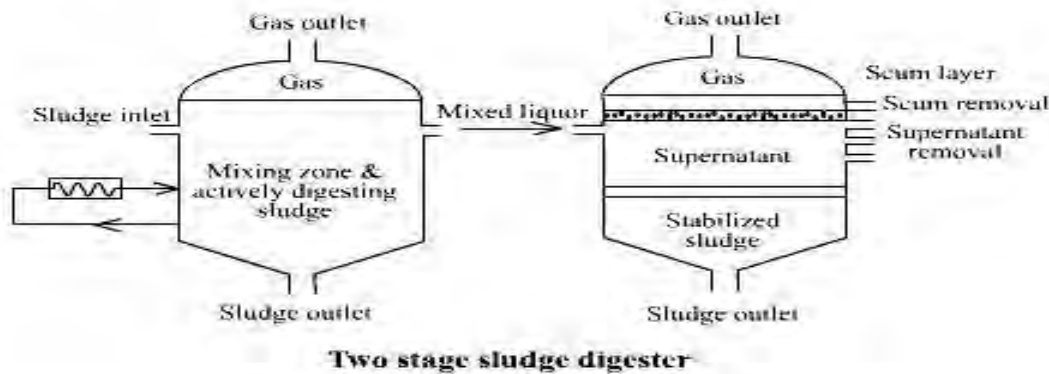 Gas outlet
Gas
Sludge inlet
Mixing zone &
actively digesting
sludge
Sludge outlet
Mixed liquor
Gas outlet
Gas
Scum layer
Scum removal
Supernatant
removal
Supernatant
Stabilized
sludge
Sludge outlet
Two stage sludge digester